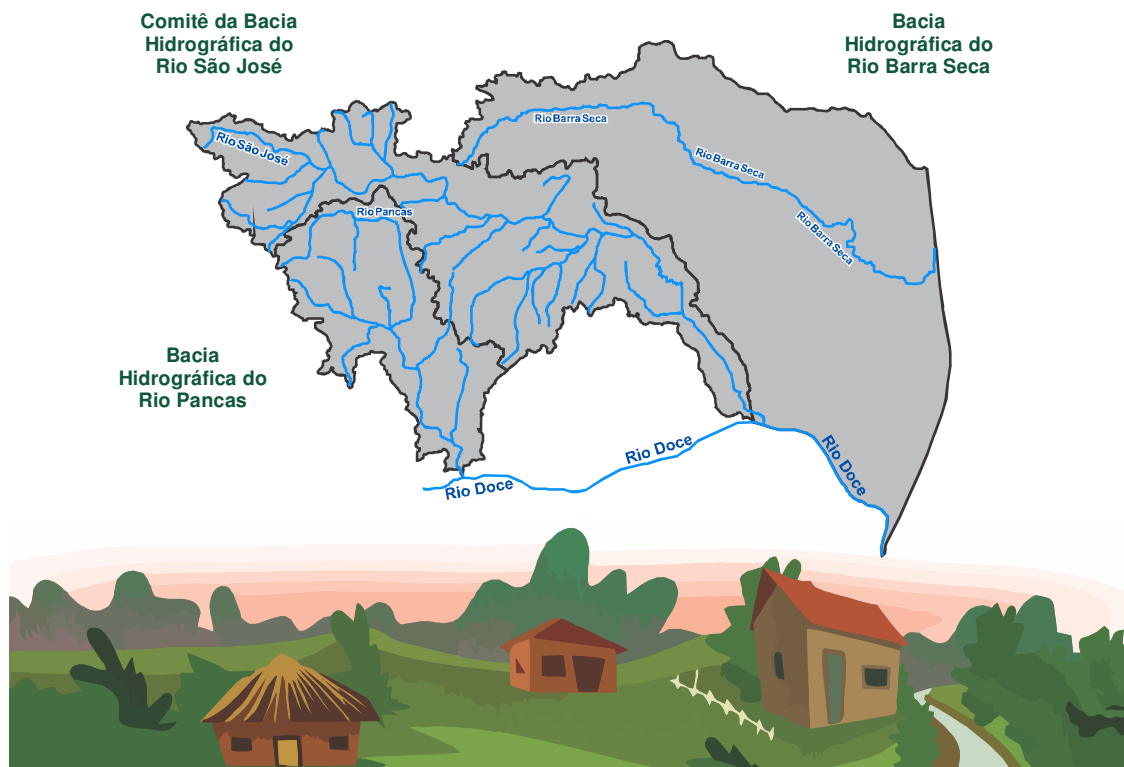 Comitê da Bacia
Hidrográfica do
Rio São José
Bacia
Hidrográfica do
Rio Barra Seca
Rio Barra Seca
Rio São José
Rio Barra Seca
Rio Pancas
Rio Barra Seca
Bacia
Hidrográfica do
Rio Pancas
Rio Doce
Rio Doce
Rio Doce